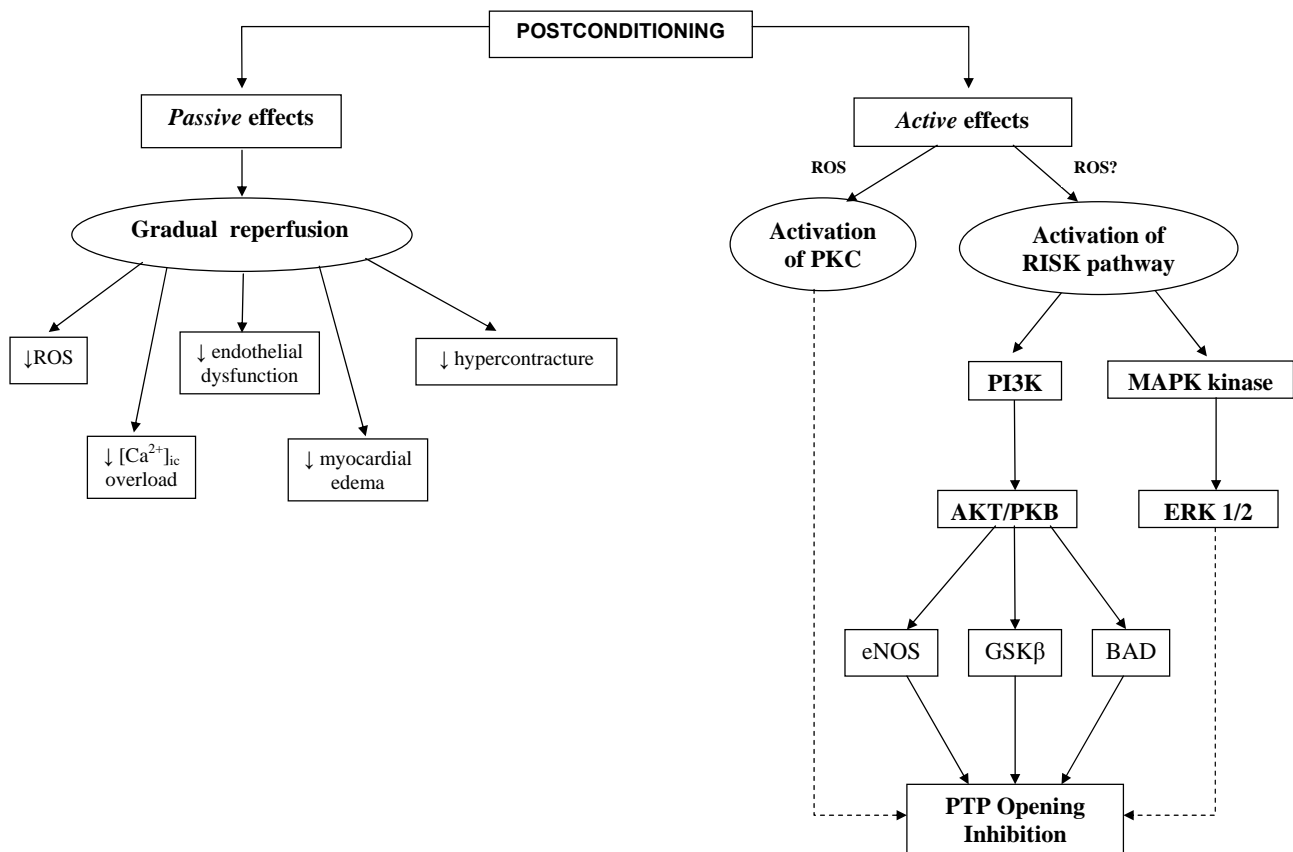 POSTCONDITIONING
Passive effects
Gradual reperfusion
↓ROS
↓ endothelial
dysfunction
↓ hypercontracture
↓ [Ca²⁺]ic
overload
↓ myocardial
edema
Active effects
ROS
ROS?
Activation
of PKC
Activation of
RISK pathway
PI3K
MAPK kinase
AKT/PKB
ERK 1/2
eNOS
GSKβ
BAD
PTP Opening
Inhibition